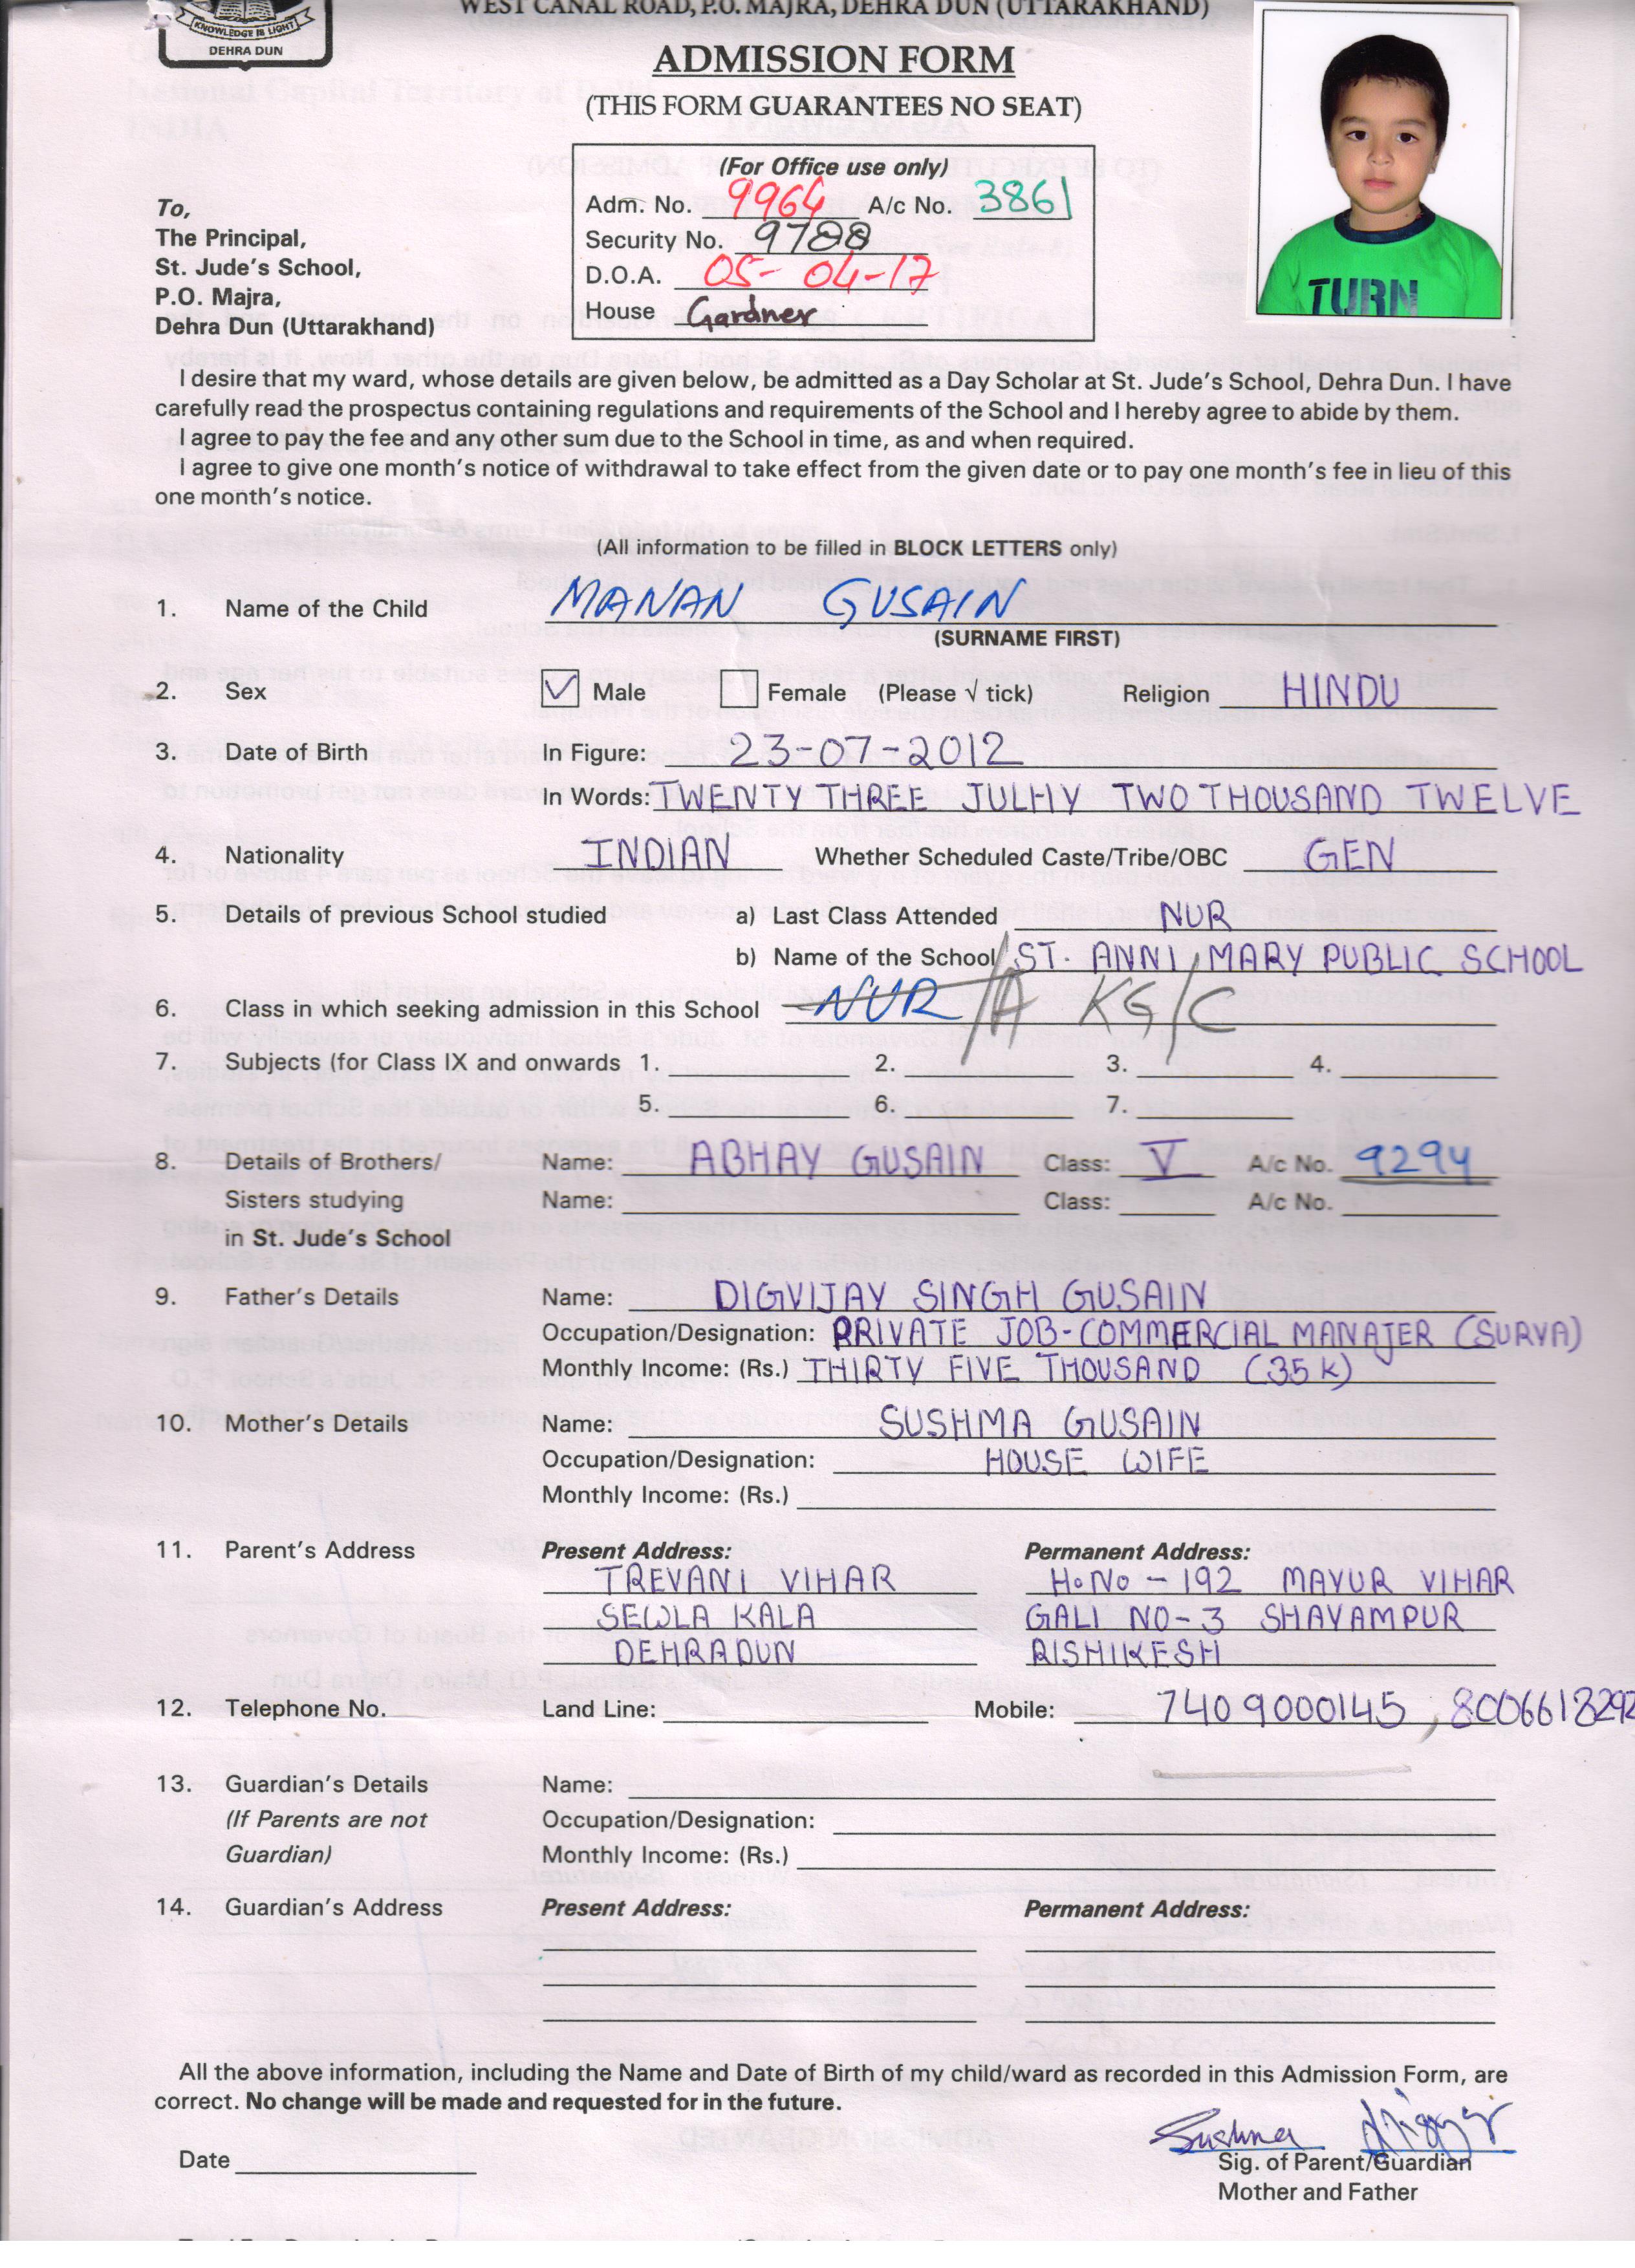 WEST CANAL ROAD, P.O. MAJRA, DEHRA DUN (UTTARAKHAND)
KNOWLEDGE IS LIGHT
DEHRA DUN
ADMISSION FORM
(THIS FORM GUARANTEES NO SEAT)
TURN
(For Office use only)
Adm. No. 9964 A/c No. 3861
Security No. 9788
D.O.A. 05-04-17
House Gardner
To,
The Principal,
St. Jude's School,
P.O. Majra,
Dehra Dun (Uttarakhand)
I desire that my ward, whose details are given below, be admitted as a Day Scholar at St. Jude's School, Dehra Dun. I have
carefully read the prospectus containing regulations and requirements of the School and I hereby agree to abide by them.
I agree to pay the fee and any other sum due to the School in time, as and when required.
I agree to give one month's notice of withdrawal to take effect from the given date or to pay one month's fee in lieu of this
one month's notice.
(All information to be filled in BLOCK LETTERS only)
1. Name of the Child MANAN GUSAIN
(SURNAME FIRST)
2. Sex Male Female (Please √ tick) Religion HINDU
3. Date of Birth In Figure: 23-07-2012
In Words: TWENTY THREE JULHY TWO THOUSAND TWELVE
4. Nationality INDIAN Whether Scheduled Caste/Tribe/OBC GEN
5. Details of previous School studied a) Last Class Attended NUR
b) Name of the School ST. ANNI MARY PUBLIC SCHOOL
6. Class in which seeking admission in this School NUR/A KG/C
7. Subjects (for Class IX and onwards 1. 2. 3. 4.
5. 6. 7.
8. Details of Brothers/ Name: ABHAY GUSAIN Class: V A/c No. 9294
Sisters studying Name: Class: A/c No.
in St. Jude's School
9. Father's Details Name: DIGVIJAY SINGH GUSAIN
Occupation/Designation: PRIVATE JOB-COMMERCIAL MANAJER (SURYA)
Monthly Income: (Rs.) THIRTY FIVE THOUSAND (35 K)
10. Mother's Details Name: SUSHMA GUSAIN
Occupation/Designation: HOUSE WIFE
Monthly Income: (Rs.)
11. Parent's Address Present Address: Permanent Address:
TREVANI VIHAR H.No - 192 MAYUR VIHAR
SEWLA KALA GALI NO-3 SHAYAMPUR
DEHRADUN RISHIKESH
12. Telephone No. Land Line: Mobile: 7409000145, 8006618292
13. Guardian's Details Name:
(If Parents are not Occupation/Designation:
Guardian) Monthly Income: (Rs.)
14. Guardian's Address Present Address: Permanent Address:
All the above information, including the Name and Date of Birth of my child/ward as recorded in this Admission Form, are
correct. No change will be made and requested for in the future.
Sushma
Date Sig. of Parent/Guardian
Mother and Father